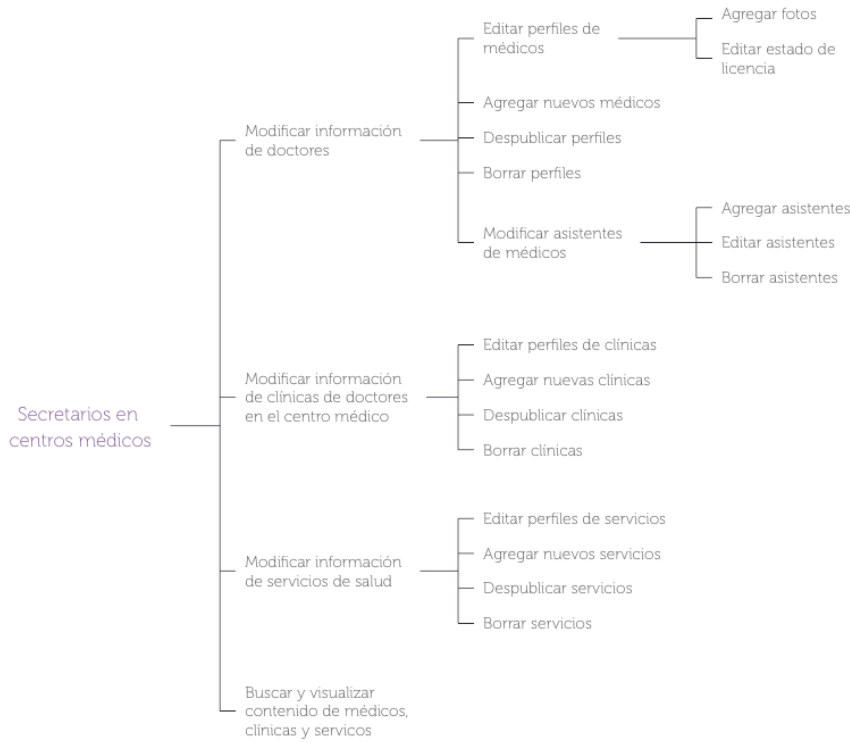 Secretarios en
centros médicos
Modificar información
de doctores
Editar perfiles de
médicos
Agregar fotos
Editar estado de
licencia
Agregar nuevos médicos
Despublicar perfiles
Borrar perfiles
Modificar asistentes
de médicos
Agregar asistentes
Editar asistentes
Borrar asistentes
Modificar información
de clínicas de doctores
en el centro médico
Editar perfiles de clínicas
Agregar nuevas clínicas
Despublicar clínicas
Borrar clínicas
Modificar información
de servicios de salud
Editar perfiles de servicios
Agregar nuevos servicios
Despublicar servicios
Borrar servicios
Buscar y visualizar
contenido de médicos,
clínicas y servicos